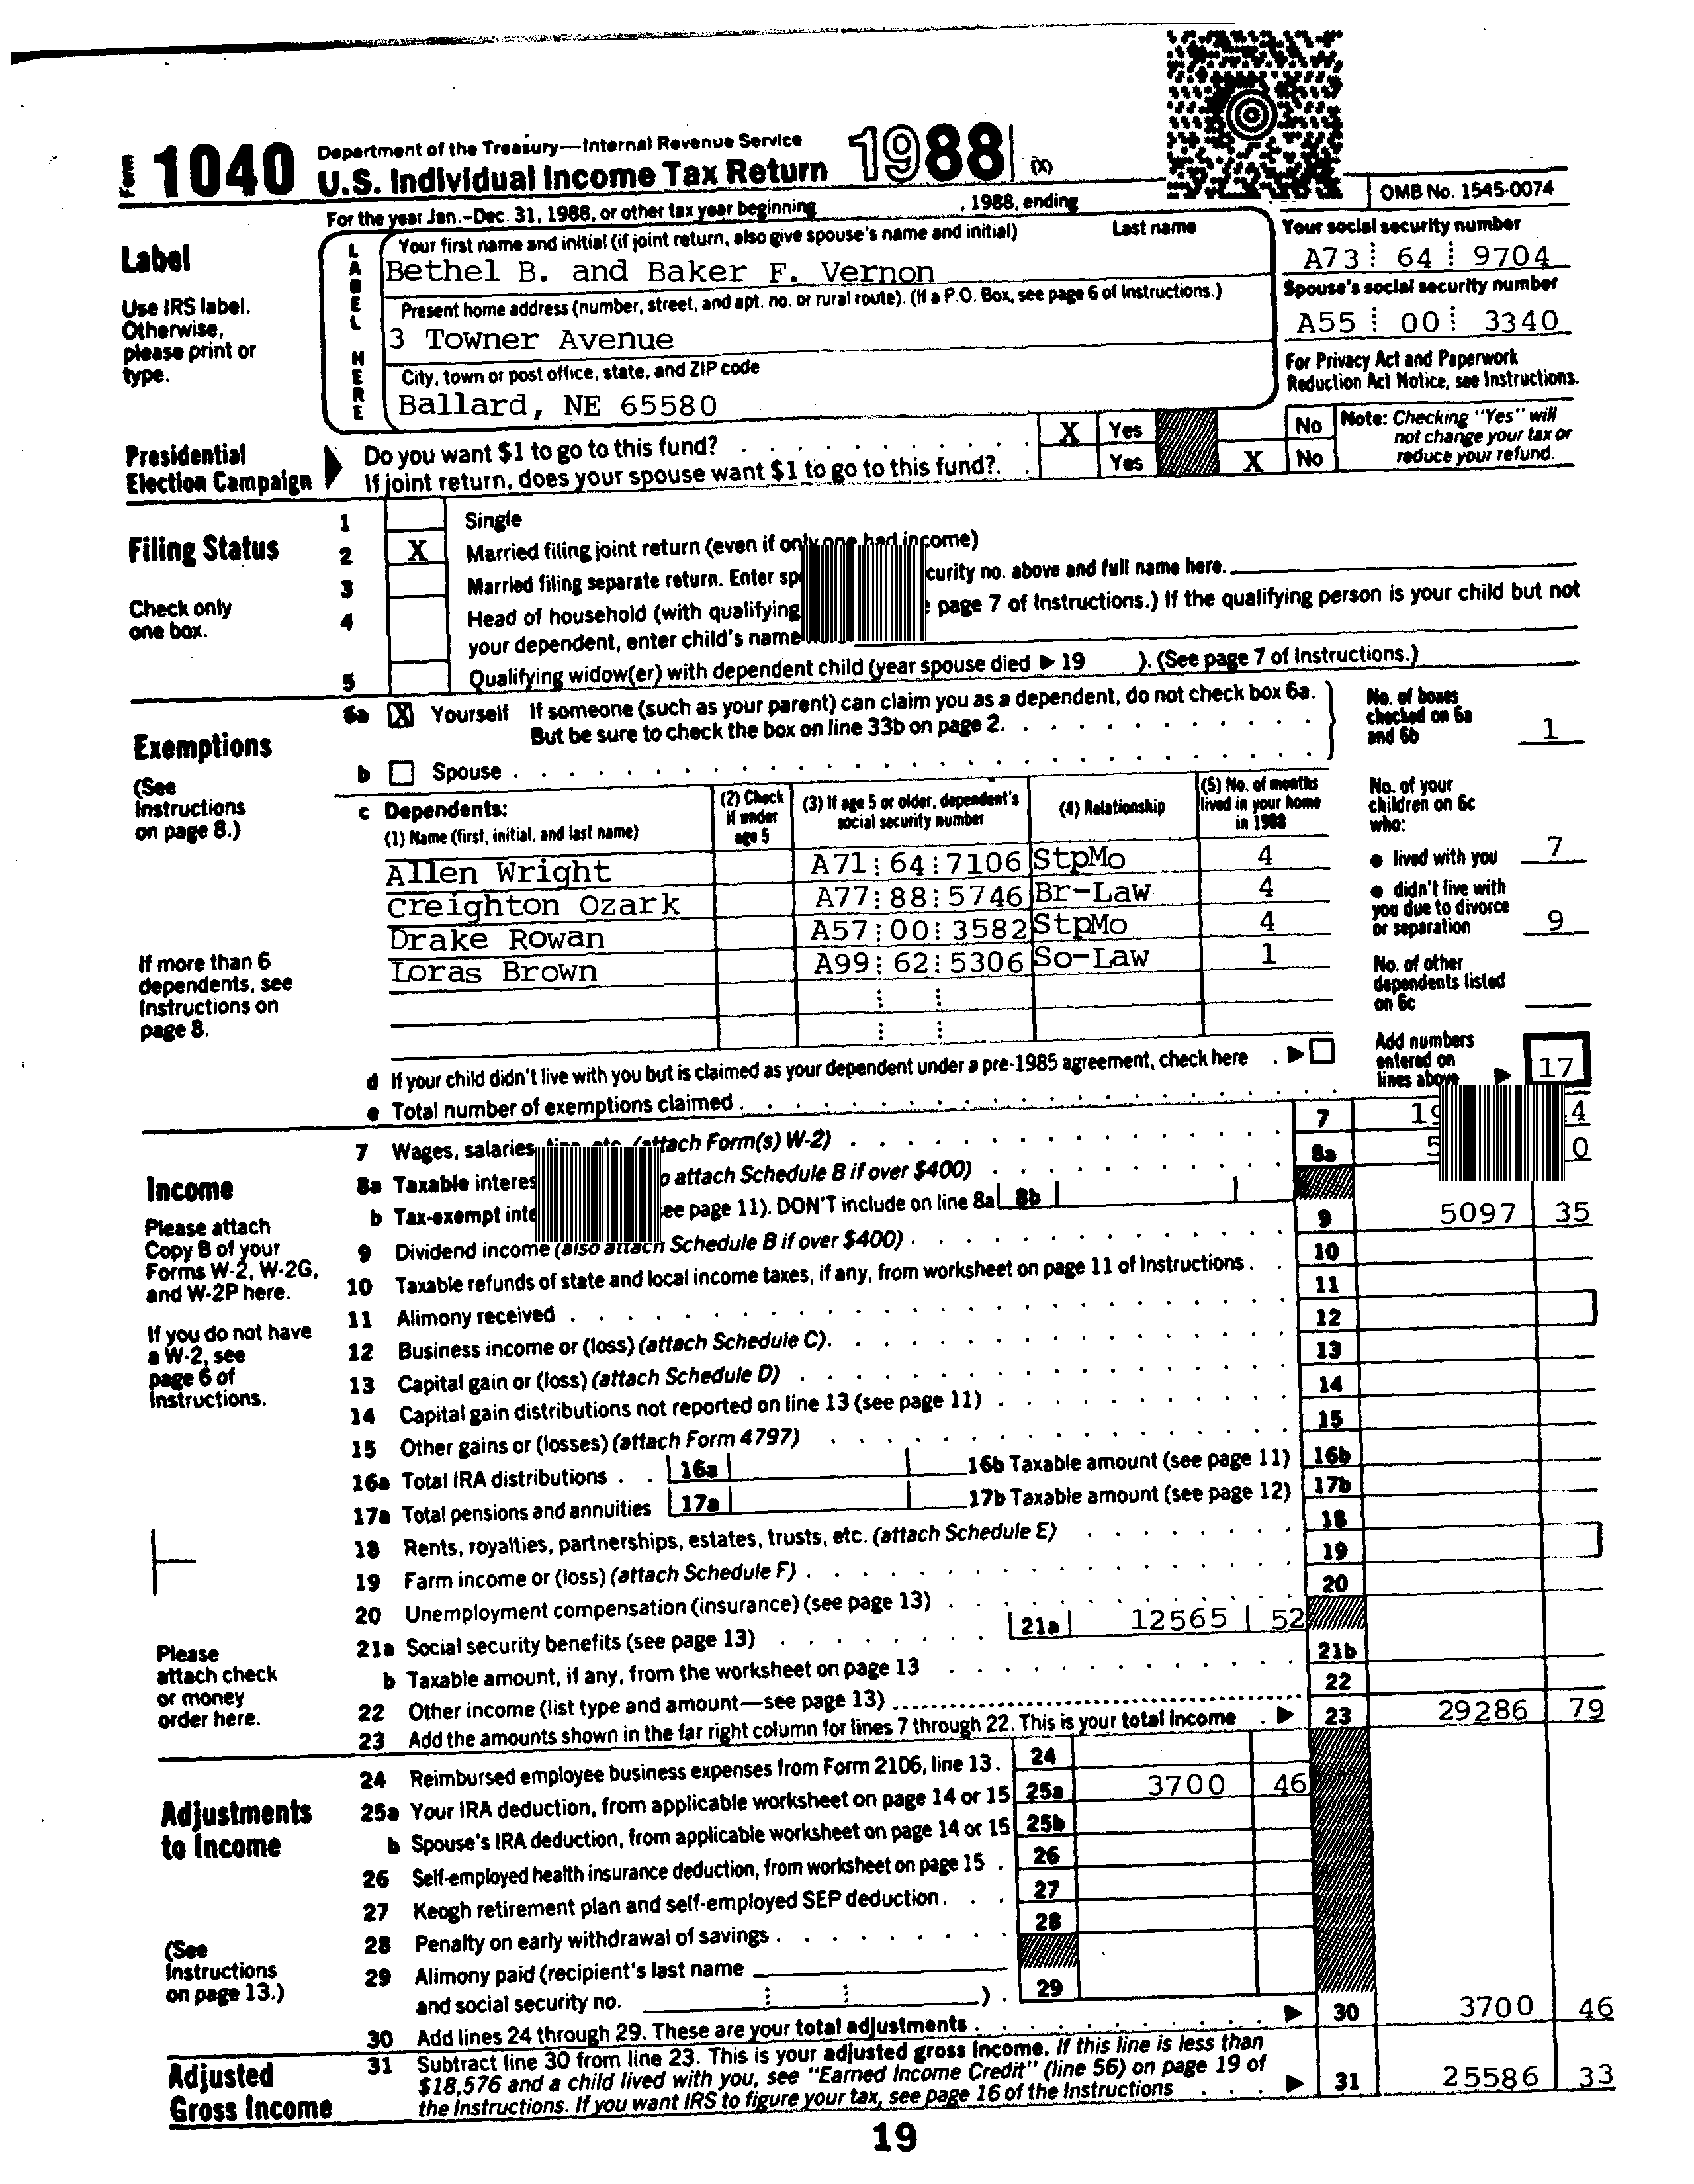 Form 1040 Department of the Treasury—Internal Revenue Service
U.S. Individual Income Tax Return 1988 (X)
For the year Jan.-Dec. 31, 1988, or other tax year beginning , 1988, ending OMB No. 1545-0074
Label
Use IRS label. Otherwise, please print or type.
LABEL HERE
Your first name and initial (if joint return, also give spouse's name and initial) Last name
Bethel B. and Baker F. Vernon
Your social security number
A73 64 9704
Present home address (number, street, and apt. no. or rural route). (If a P.O. Box, see page 6 of Instructions.)
3 Towner Avenue
Spouse's social security number
A55 00 3340
City, town or post office, state, and ZIP code
Ballard, NE 65580
For Privacy Act and Paperwork Reduction Act Notice, see Instructions.
Presidential Election Campaign
Do you want $1 to go to this fund? X Yes No
If joint return, does your spouse want $1 to go to this fund?. Yes X No
Note: Checking "Yes" will not change your tax or reduce your refund.
Filing Status
Check only one box.
1 Single
2 X Married filing joint return (even if only one had income)
3 Married filing separate return. Enter curity no. above and full name here.
4 Head of household (with qualifying page 7 of Instructions.) If the qualifying person is your child but not
your dependent, enter child's name
5 Qualifying widow(er) with dependent child (year spouse died 19 ). (See page 7 of Instructions.)
Exemptions
(See Instructions on page 8.)
6a X Yourself If someone (such as your parent) can claim you as a dependent, do not check box 6a.
But be sure to check the box on line 33b on page 2.
b Spouse
No. of boxes checked on 6a and 6b 1
c Dependents:
(1) Name (first, initial, and last name) (2) Check if under age 5 (3) If age 5 or older, dependent's social security number (4) Relationship (5) No. of months lived in your home in 1988
Allen Wright A71 64 7106 StpMo 4
Creighton Ozark A77 88 5746 Br-Law 4
Drake Rowan A57 00 3582 StpMo 4
Loras Brown A99 62 5306 So-Law 1
If more than 6 dependents, see Instructions on page 8.
No. of your children on 6c who:
● lived with you 7
● didn't live with you due to divorce or separation 9
No. of other dependents listed on 6c
d If your child didn't live with you but is claimed as your dependent under a pre-1985 agreement, check here
e Total number of exemptions claimed
Add numbers entered on lines above 17
Income
Please attach Copy B of your Forms W-2, W-2G, and W-2P here.
If you do not have a W-2, see page 6 of Instructions.
Please attach check or money order here.
7 Wages, salaries, tips, etc. (attach Form(s) W-2) 7
8a Taxable attach Schedule B if over $400) 8a
b Tax-exempt see page 11). DON'T include on line 8a 8b
9 Dividend income (also attach Schedule B if over $400) 9 5097 35
10 Taxable refunds of state and local income taxes, if any, from worksheet on page 11 of Instructions 10
11 Alimony received 11
12 Business income or (loss) (attach Schedule C). 12
13 Capital gain or (loss) (attach Schedule D) 13
14 Capital gain distributions not reported on line 13 (see page 11) 14
15 Other gains or (losses) (attach Form 4797) 15
16a Total IRA distributions 16a 16b Taxable amount (see page 11) 16b
17a Total pensions and annuities 17a 17b Taxable amount (see page 12) 17b
18 Rents, royalties, partnerships, estates, trusts, etc. (attach Schedule E) 18
19 Farm income or (loss) (attach Schedule F) 19
20 Unemployment compensation (insurance) (see page 13) 20
21a Social security benefits (see page 13) 21a 12565 52
b Taxable amount, if any, from the worksheet on page 13 21b
22 Other income (list type and amount—see page 13) 22
23 Add the amounts shown in the far right column for lines 7 through 22. This is your total income 23 29286 79
Adjustments to Income
(See Instructions on page 13.)
24 Reimbursed employee business expenses from Form 2106, line 13. 24
25a Your IRA deduction, from applicable worksheet on page 14 or 15 25a 3700 46
b Spouse's IRA deduction, from applicable worksheet on page 14 or 15 25b
26 Self-employed health insurance deduction, from worksheet on page 15 26
27 Keogh retirement plan and self-employed SEP deduction. 27
28 Penalty on early withdrawal of savings 28
29 Alimony paid (recipient's last name
and social security no. ) 29
30 Add lines 24 through 29. These are your total adjustments 30 3700 46
Adjusted Gross Income
31 Subtract line 30 from line 23. This is your adjusted gross income. If this line is less than
$18,576 and a child lived with you, see "Earned Income Credit" (line 56) on page 19 of
the Instructions. If you want IRS to figure your tax, see page 16 of the Instructions 31 25586 33
19